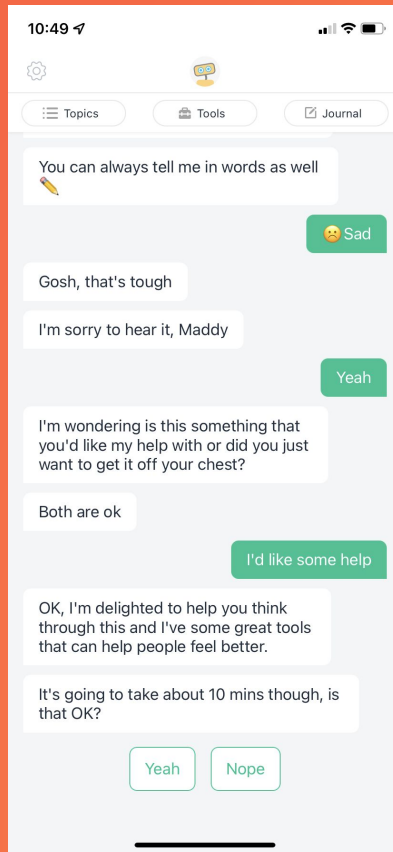 10:49
Topics
Tools
Journal
You can always tell me in words as well
✏️
☹️Sad
Gosh, that's tough
I'm sorry to hear it, Maddy
Yeah
I'm wondering is this something that
you'd like my help with or did you just
want to get it off your chest?
Both are ok
I'd like some help
OK, I'm delighted to help you think
through this and I've some great tools
that can help people feel better.
It's going to take about 10 mins though, is
that OK?
Yeah
Nope